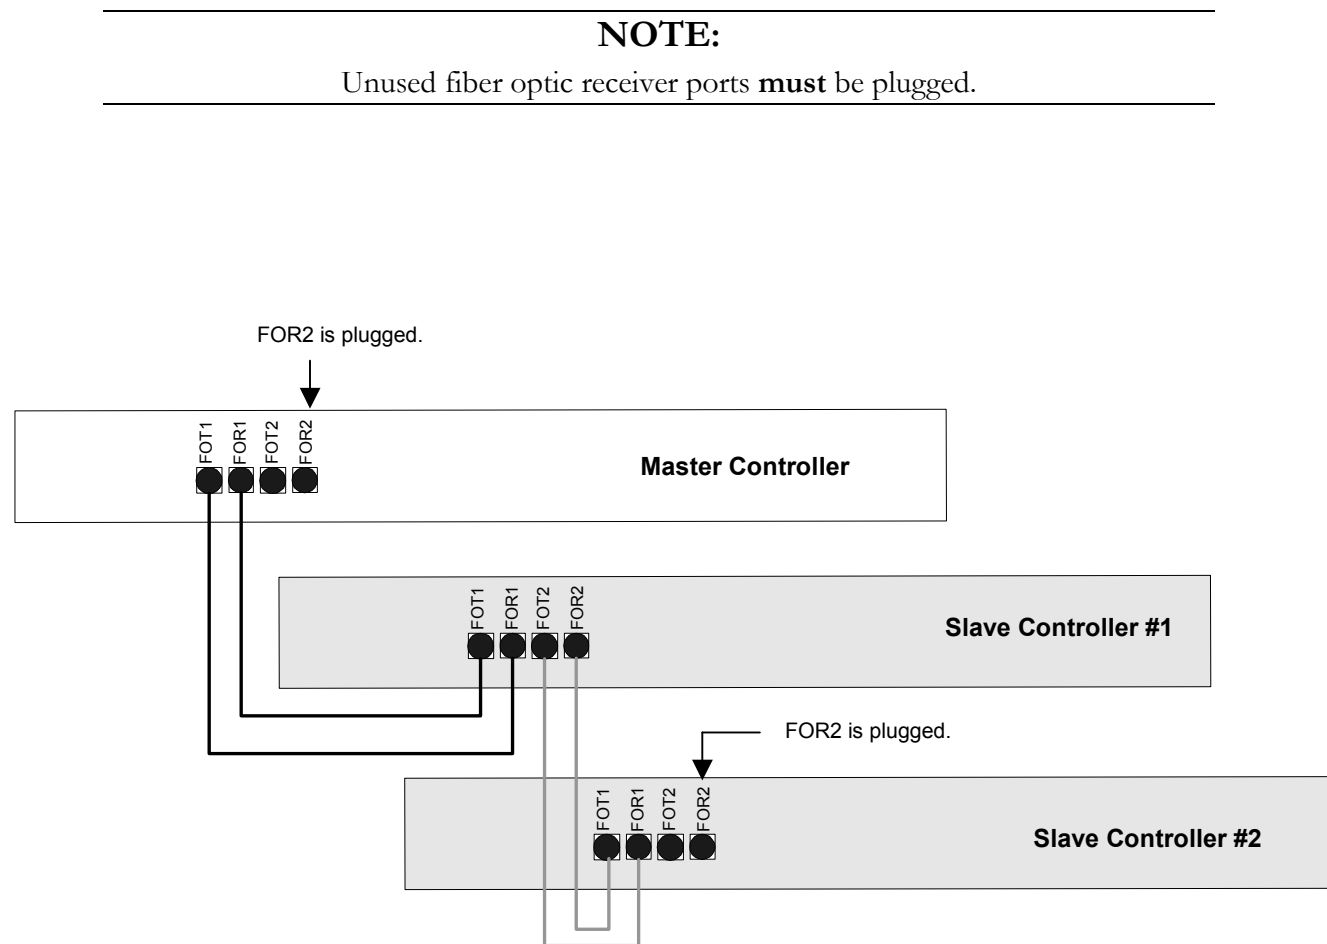 NOTE:
Unused fiber optic receiver ports must be plugged.
FOR2 is plugged.
FOT1
FOR1
FOT2
FOR2
Master Controller
FOT1
FOR1
FOT2
FOR2
Slave Controller #1
FOR2 is plugged.
FOT1
FOR1
FOT2
FOR2
Slave Controller #2